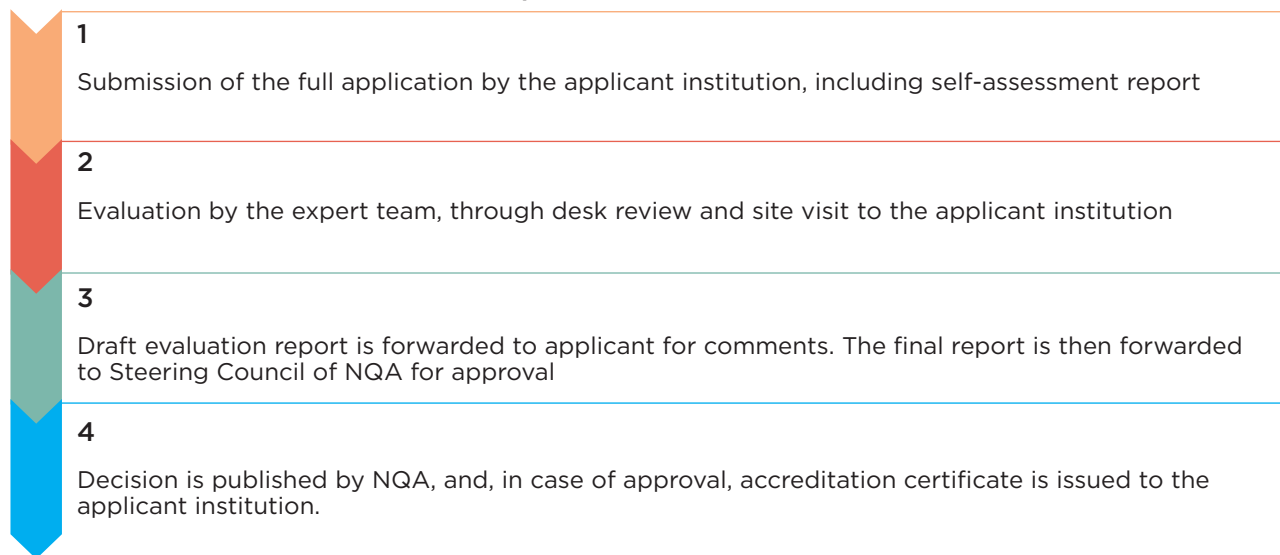 1
Submission of the full application by the applicant institution, including self-assessment report
2
Evaluation by the expert team, through desk review and site visit to the applicant institution
3
Draft evaluation report is forwarded to applicant for comments. The final report is then forwarded
to Steering Council of NQA for approval
4
Decision is published by NQA, and, in case of approval, accreditation certificate is issued to the
applicant institution.